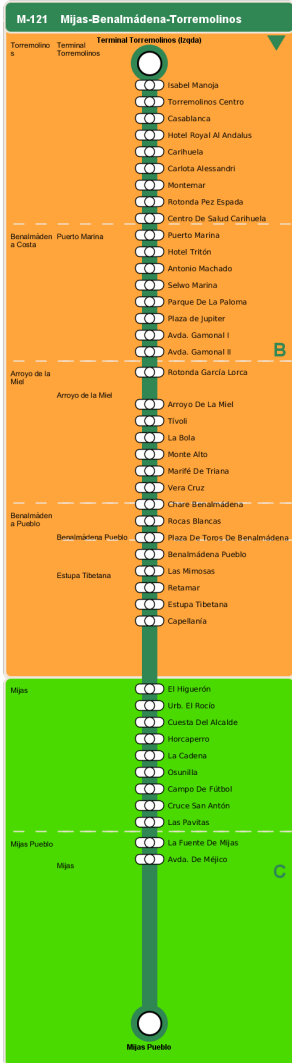 M-121 Mijas-Benalmádena-Torremolinos
Terminal Torremolinos (Izqda)
Torremolino
s
Terminal
Torremolinos
Isabel Manoja
Torremolinos Centro
Casablanca
Hotel Royal Al Andalus
Carihuela
Carlota Alessandri
Montemar
Rotonda Pez Espada
Centro De Salud Carihuela
Benalmáden
a Costa
Puerto Marina
Puerto Marina
Hotel Tritón
Antonio Machado
Selwo Marina
Parque De La Paloma
Plaza de Jupiter
Avda. Gamonal I
Avda. Gamonal II
B
Arroyo de la
Miel
Rotonda García Lorca
Arroyo de la Miel
Arroyo De La Miel
Tívoli
La Bola
Monte Alto
Marifé De Triana
Vera Cruz
Chare Benalmádena
Benalmáden
a Pueblo
Rocas Blancas
Benalmádena Pueblo
Plaza De Toros De Benalmádena
Benalmádena Pueblo
Estupa Tibetana
Las Mimosas
Retamar
Estupa Tibetana
Capellanía
Mijas
El Higuerón
Urb. El Rocío
Cuesta Del Alcalde
Horcaperro
La Cadena
Osunilla
Campo De Fútbol
Cruce San Antón
Las Pavitas
Mijas Pueblo
La Fuente De Mijas
Mijas
Avda. De Méjico
C
Mijas Pueblo